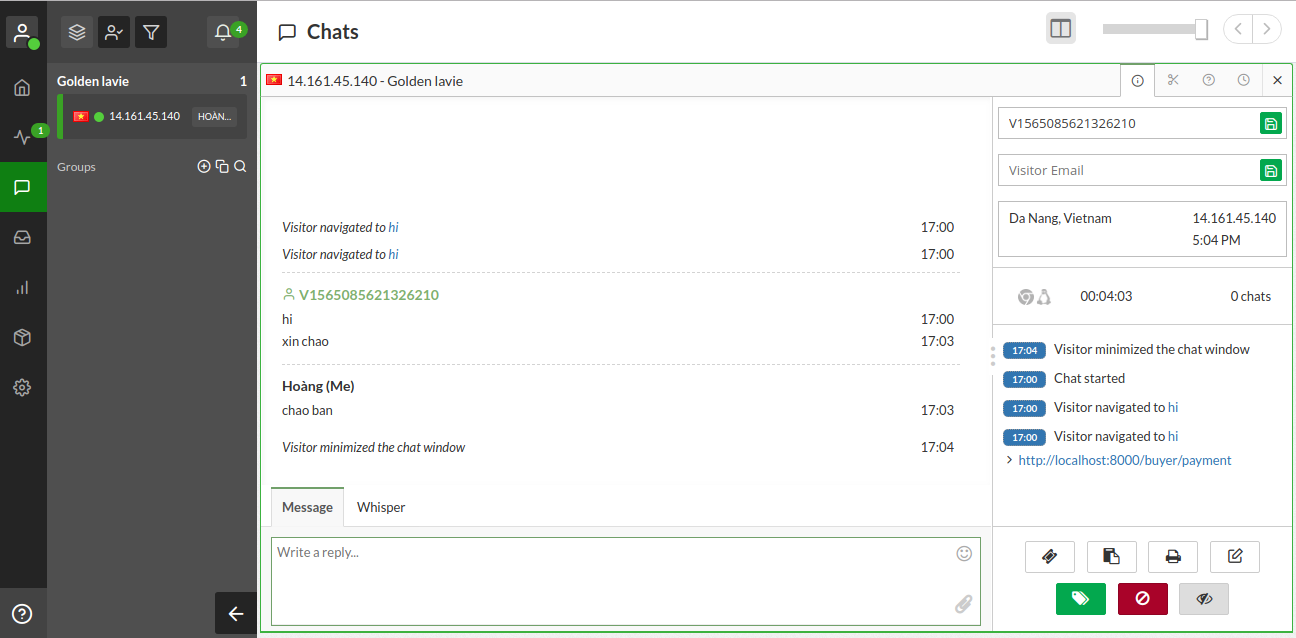 4
Chats
Golden lavie 1
14.161.45.140 HOÀN...
1
Groups
14.161.45.140 - Golden lavie
Visitor navigated to hi 17:00
Visitor navigated to hi 17:00
V1565085621326210
hi 17:00
xin chao 17:03
Hoàng (Me)
chao ban 17:03
Visitor minimized the chat window 17:04
Message Whisper
Write a reply...
V1565085621326210
Visitor Email
Da Nang, Vietnam 14.161.45.140
5:04 PM
00:04:03 0 chats
17:04 Visitor minimized the chat window
17:00 Chat started
17:00 Visitor navigated to hi
17:00 Visitor navigated to hi
http://localhost:8000/buyer/payment